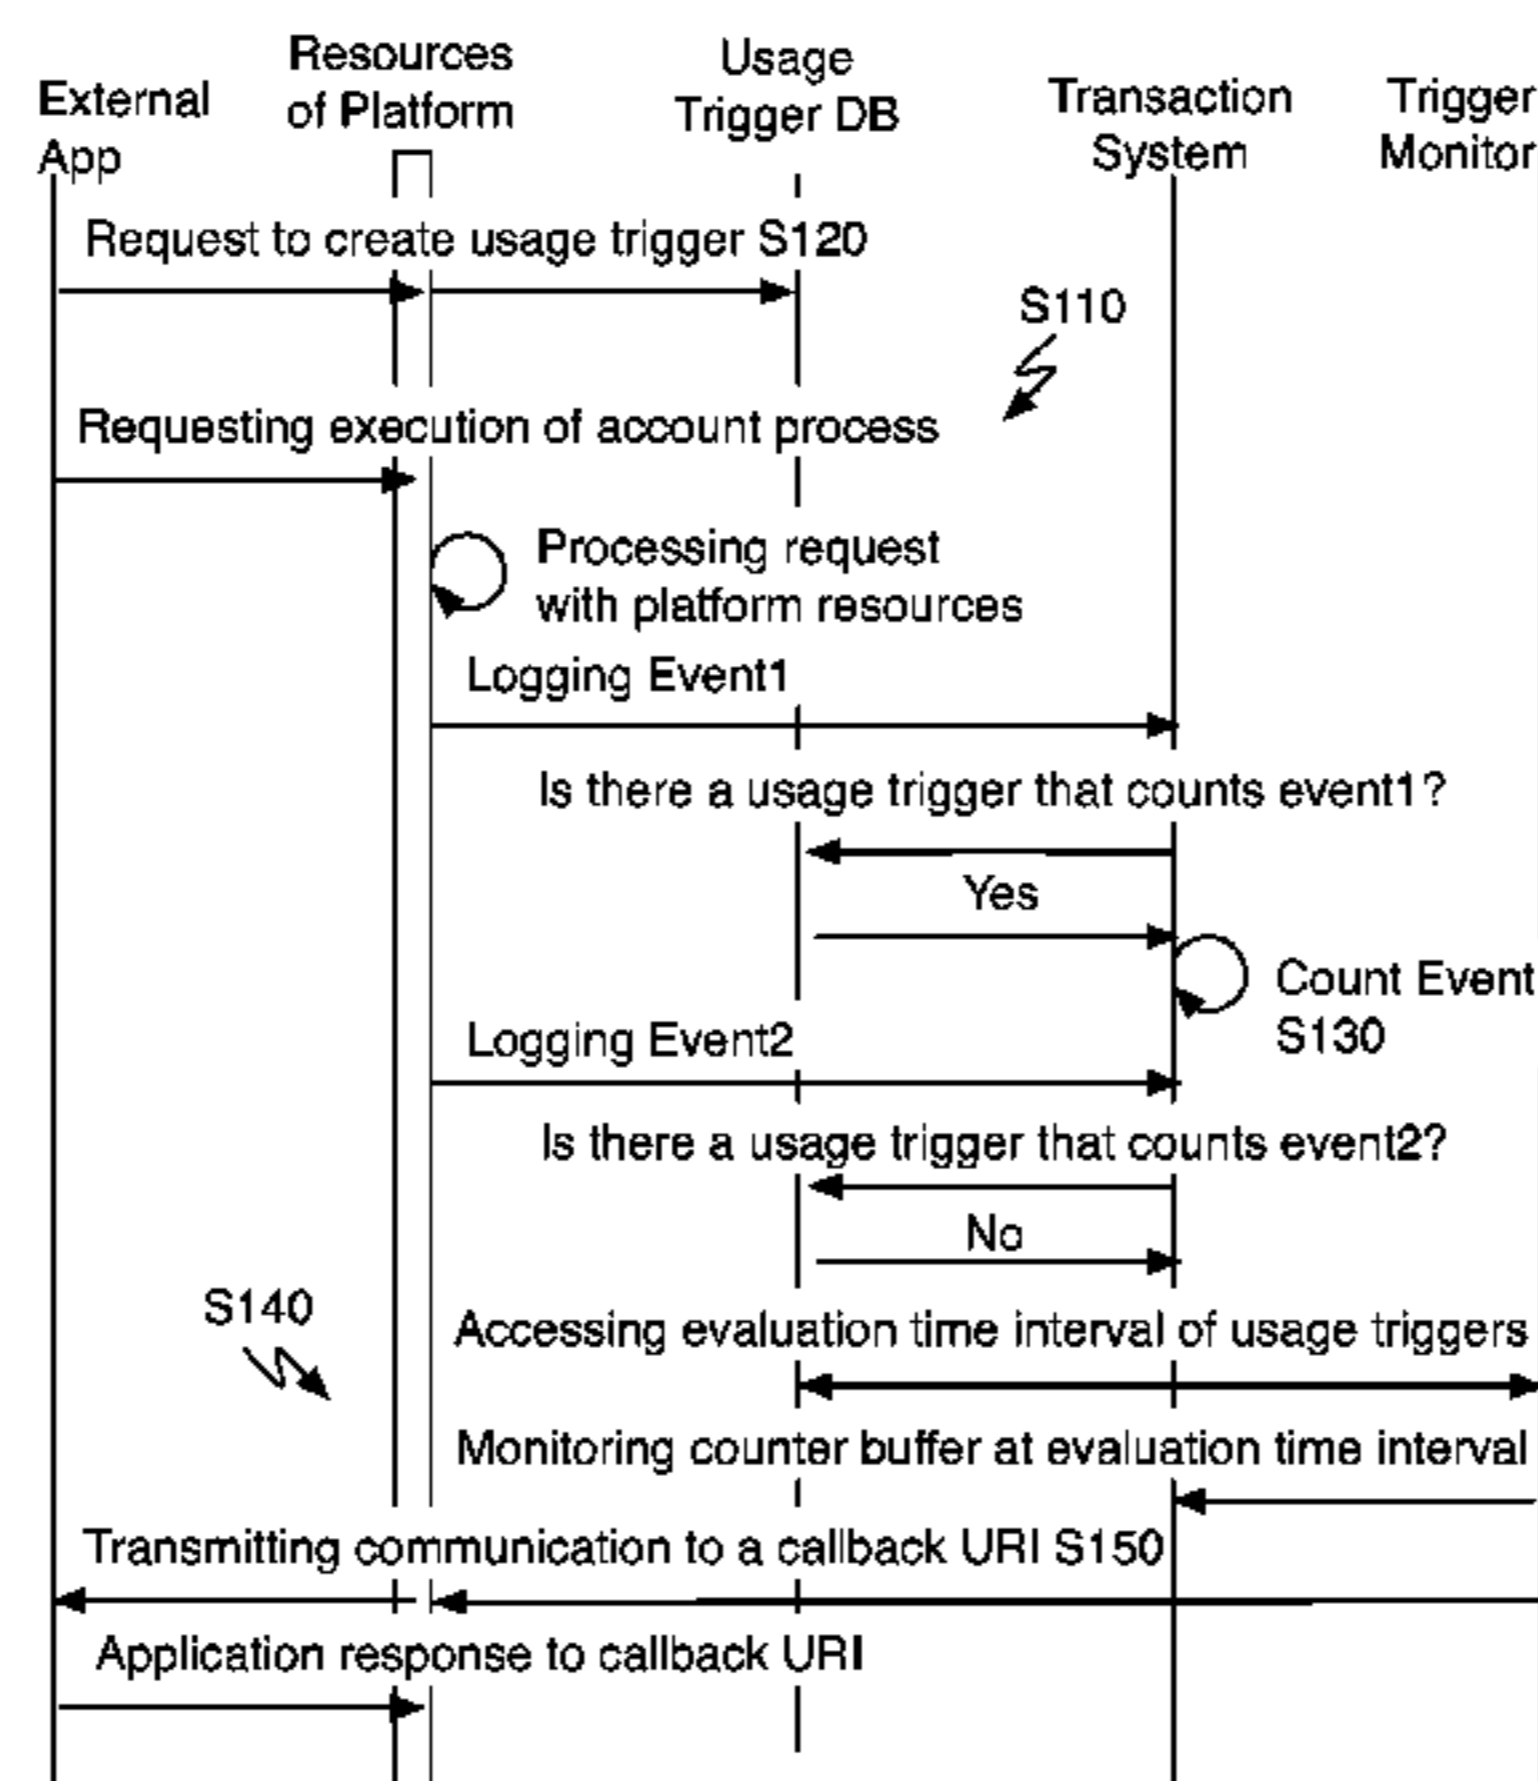 External
App
Resources
of Platform
Usage
Trigger DB
Transaction
System
Trigger
Monitor
Request to create usage trigger S120
S110
Requesting execution of account process
Processing request
with platform resources
Logging Event1
Is there a usage trigger that counts event1?
Yes
Count Event
S130
Logging Event2
Is there a usage trigger that counts event2?
No
S140
Accessing evaluation time interval of usage triggers
Monitoring counter buffer at evaluation time interval
Transmitting communication to a callback URI S150
Application response to callback URI